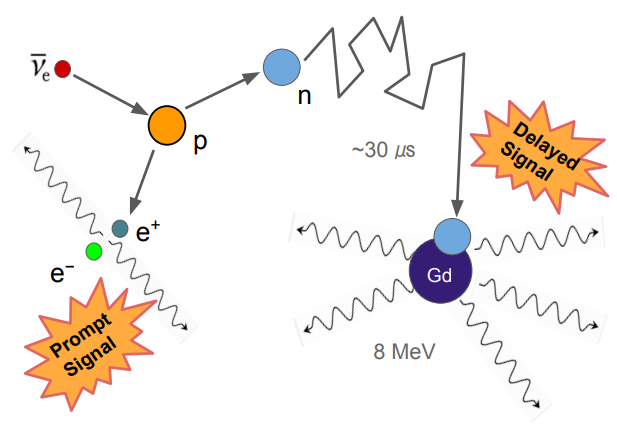 ν̅e
n
p
~30 μs
Delayed
Signal
e⁺
e⁻
Gd
Prompt
Signal
8 MeV